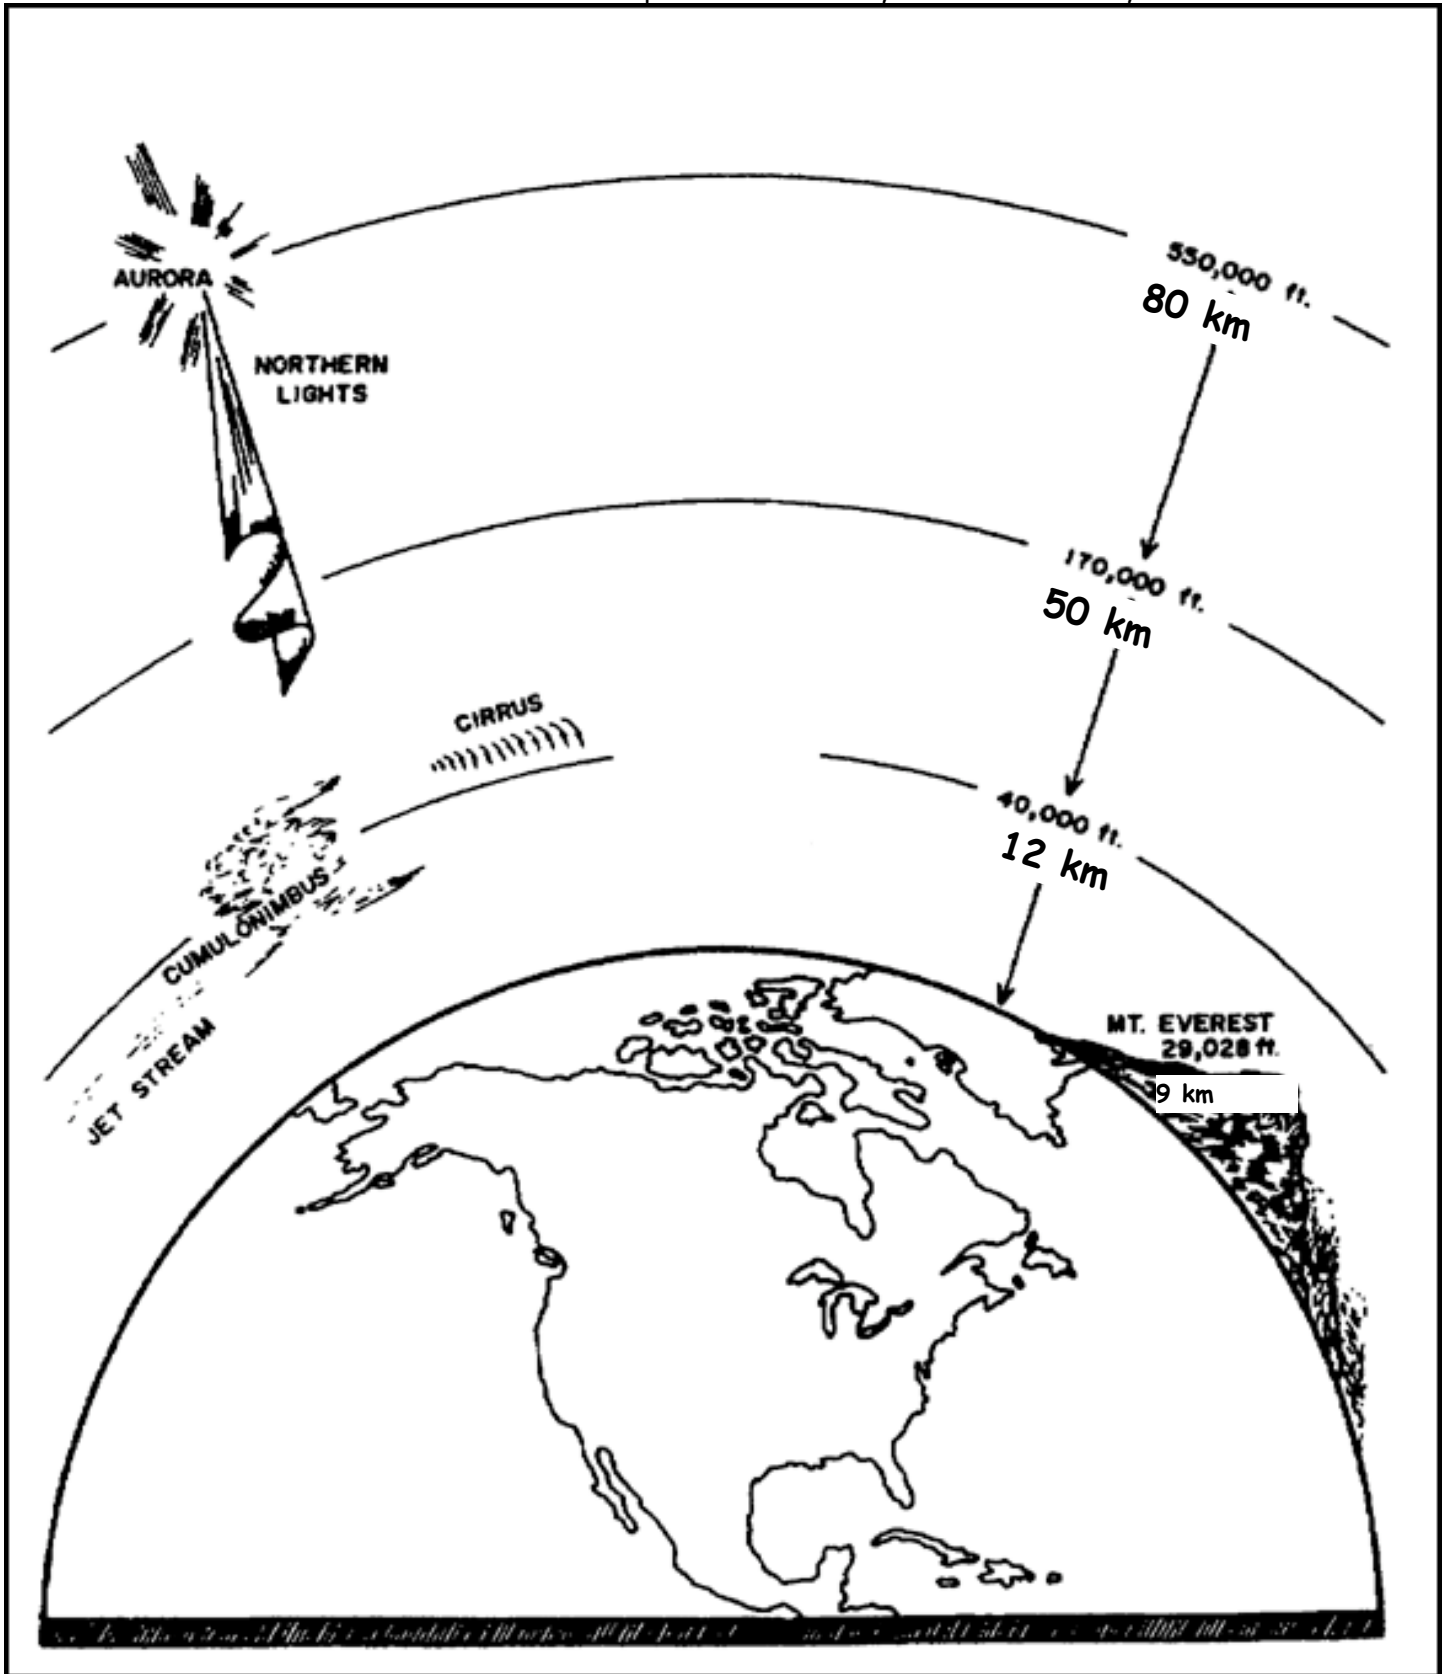 AURORA
NORTHERN
LIGHTS
550,000 ft.
80 km
170,000 ft.
50 km
CIRRUS
40,000 ft.
12 km
CUMULONIMBUS
JET STREAM
MT. EVEREST
29,028 ft.
9 km